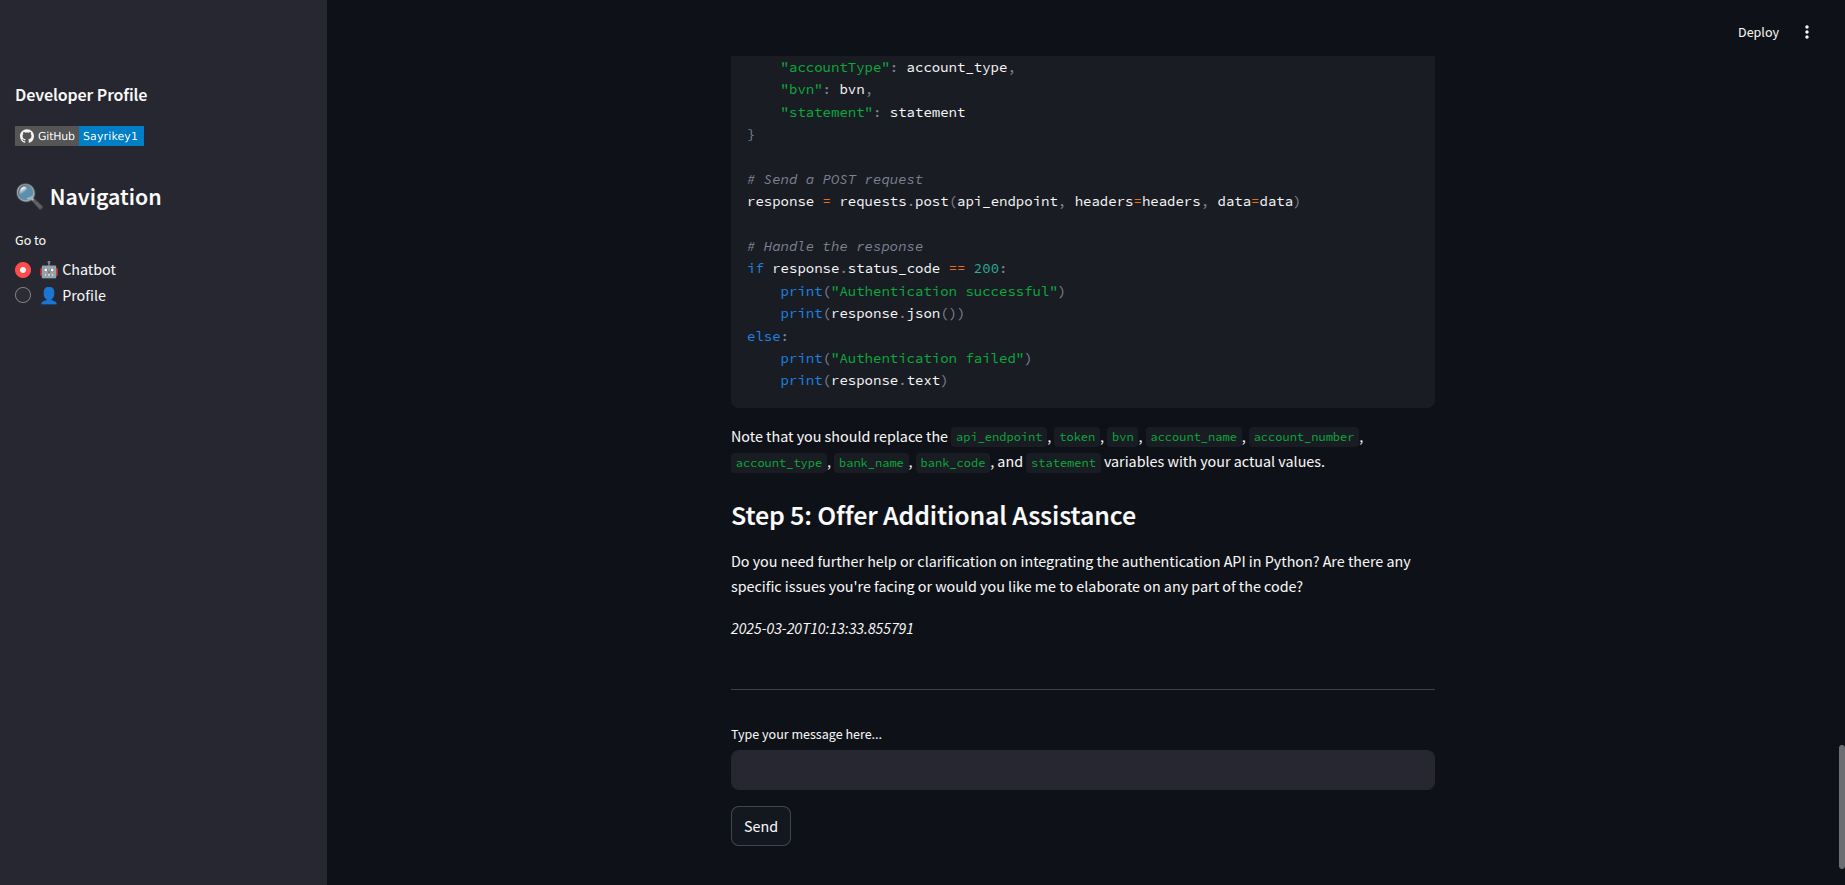 Deploy
Developer Profile
GitHub Sayrikey1
🔍 Navigation
Go to
🤖 Chatbot
👤 Profile
"accountType": account_type,
"bvn": bvn,
"statement": statement
}
# Send a POST request
response = requests.post(api_endpoint, headers=headers, data=data)
# Handle the response
if response.status_code == 200:
print("Authentication successful")
print(response.json())
else:
print("Authentication failed")
print(response.text)
Note that you should replace the api_endpoint, token, bvn, account_name, account_number,
account_type, bank_name, bank_code, and statement variables with your actual values.
Step 5: Offer Additional Assistance
Do you need further help or clarification on integrating the authentication API in Python? Are there any
specific issues you're facing or would you like me to elaborate on any part of the code?
2025-03-20T10:13:33.855791
Type your message here...
Send